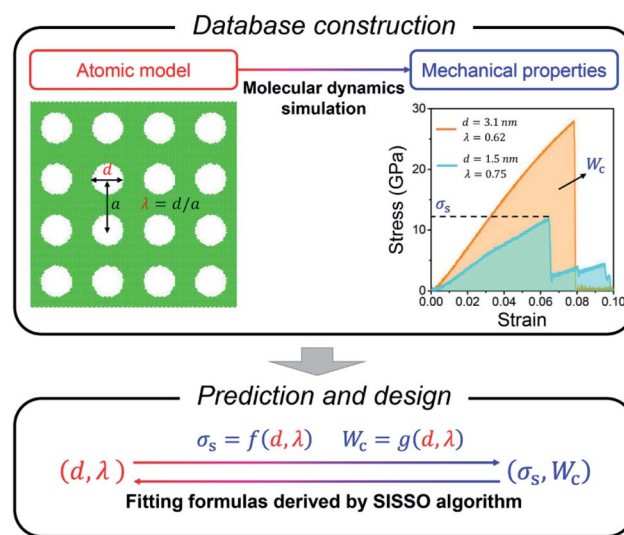 Database construction
Atomic model
Mechanical properties
Molecular dynamics
simulation
d
a
λ = d/a
30
20
10
0
Stress (GPa)
d = 3.1 nm
λ = 0.62
d = 1.5 nm
λ = 0.75
W_c
σ_s
0.00 0.02 0.04 0.06 0.08 0.10
Strain
Prediction and design
σ_s = f(d, λ) W_c = g(d, λ)
(d, λ) (σ_s, W_c)
Fitting formulas derived by SISSO algorithm